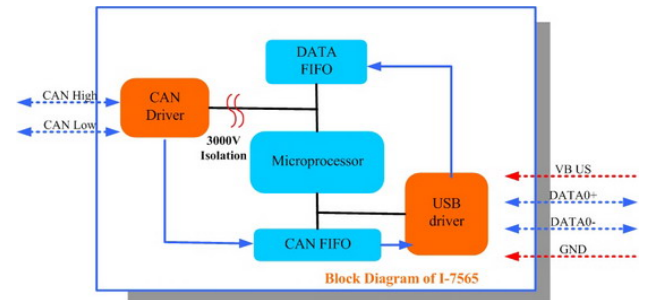 DATA
FIFO
CAN High
CAN
Driver
CAN Low
3000V
Isolation
Microprocessor
VB US
USB
driver
DATA0+
DATA0-
CAN FIFO
GND
Block Diagram of I-7565